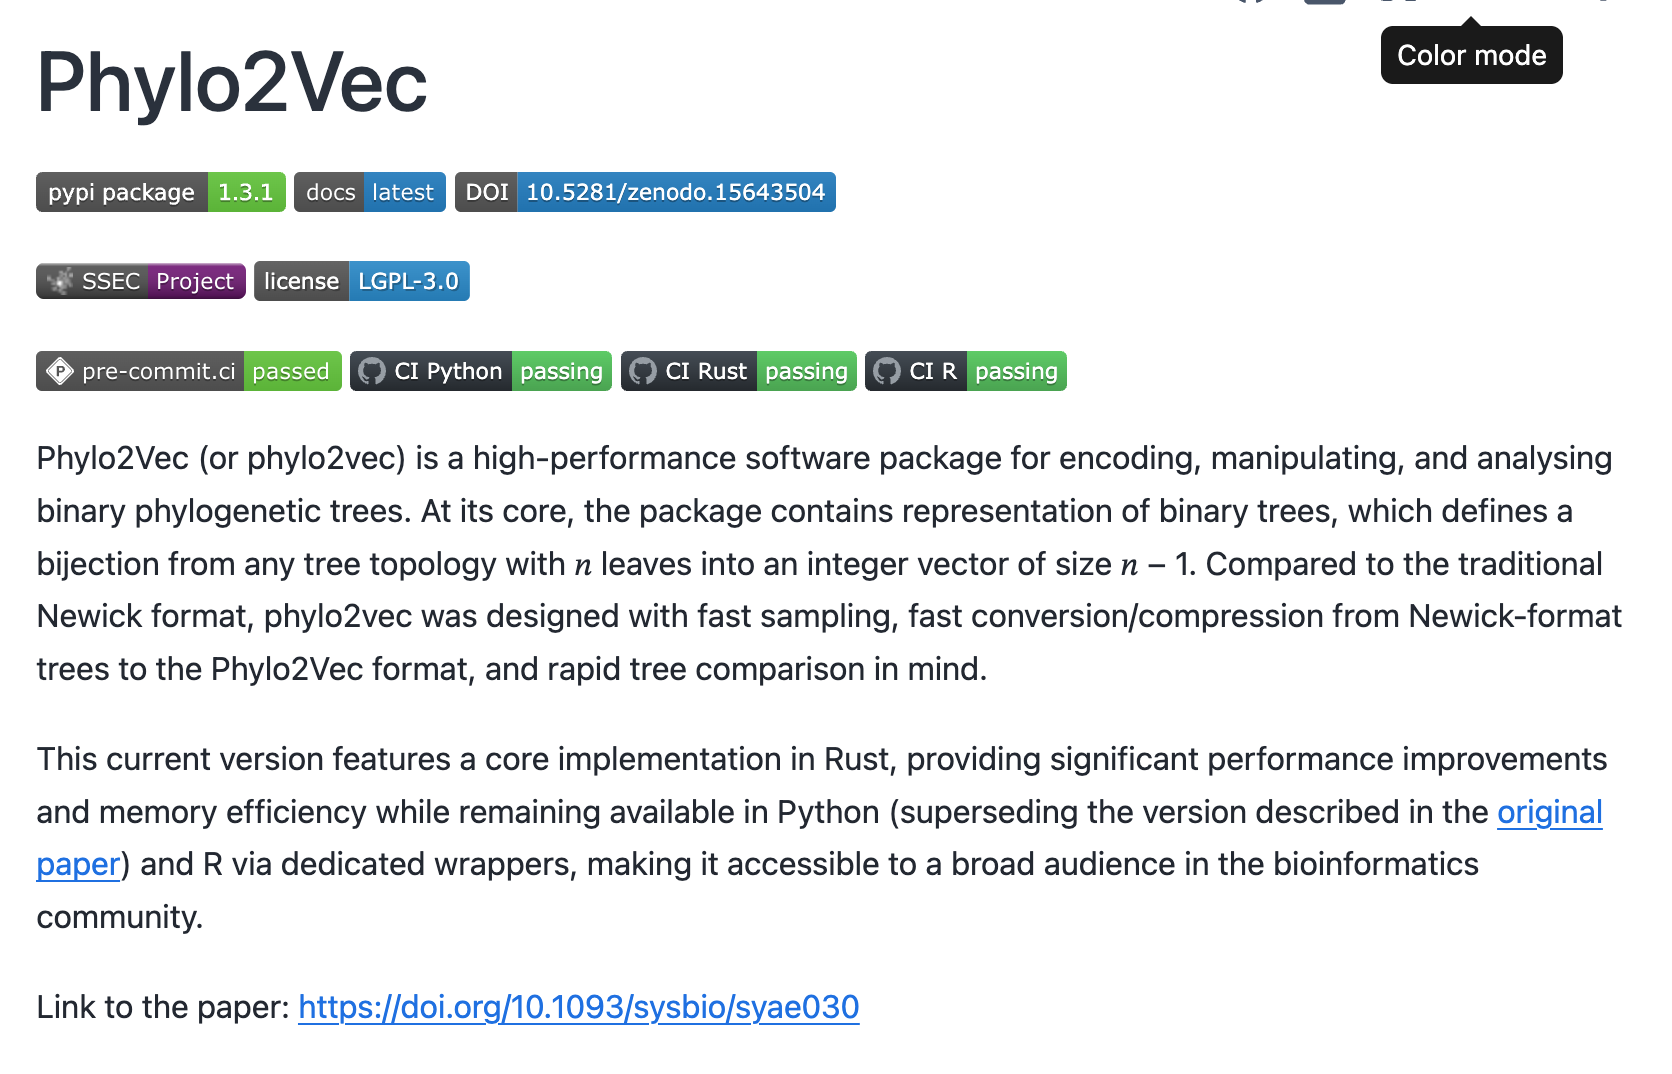 Color mode
Phylo2Vec
pypi package 1.3.1 docs latest DOI 10.5281/zenodo.15643504
SSEC Project license LGPL-3.0
pre-commit.ci passed CI Python passing CI Rust passing CI R passing
Phylo2Vec (or phylo2vec) is a high-performance software package for encoding, manipulating, and analysing
binary phylogenetic trees. At its core, the package contains representation of binary trees, which defines a
bijection from any tree topology with n leaves into an integer vector of size n − 1. Compared to the traditional
Newick format, phylo2vec was designed with fast sampling, fast conversion/compression from Newick-format
trees to the Phylo2Vec format, and rapid tree comparison in mind.
This current version features a core implementation in Rust, providing significant performance improvements
and memory efficiency while remaining available in Python (superseding the version described in the original
paper) and R via dedicated wrappers, making it accessible to a broad audience in the bioinformatics
community.
Link to the paper: https://doi.org/10.1093/sysbio/syae030